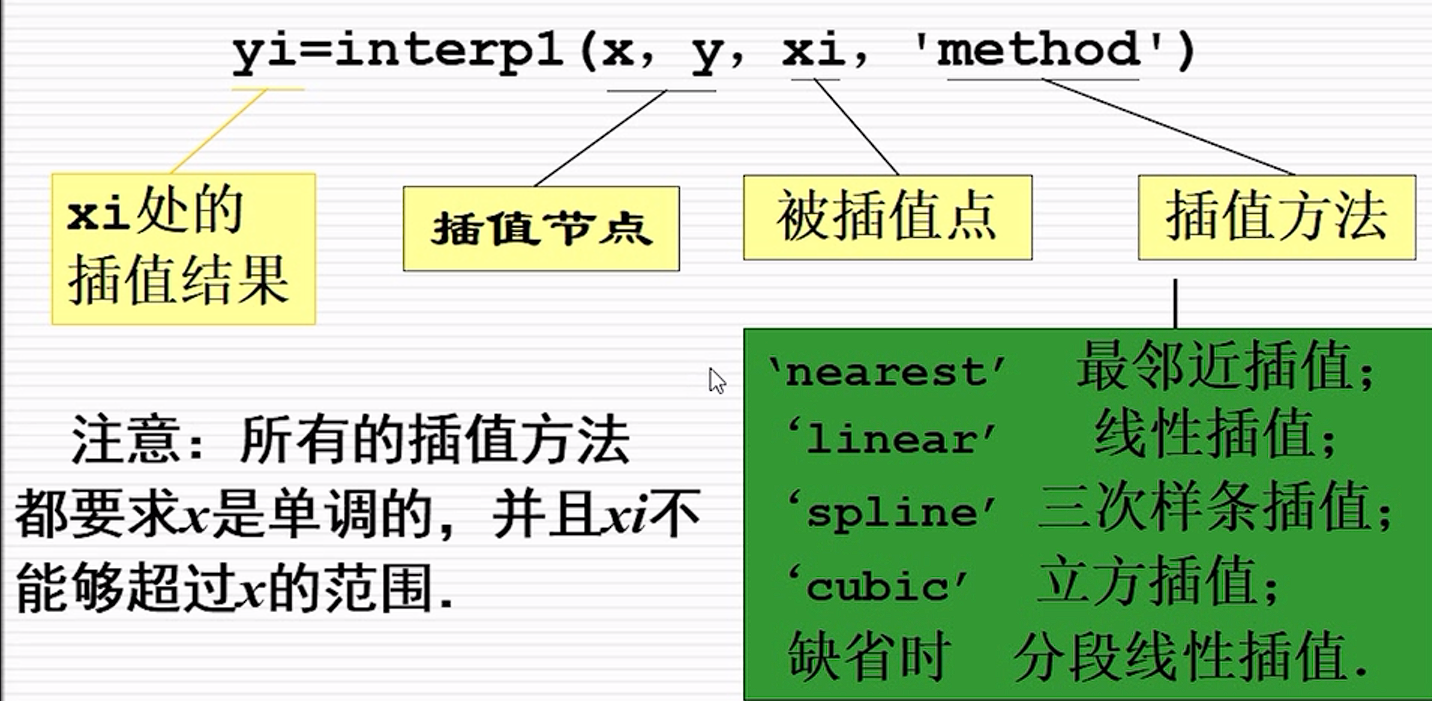 yi=interp1(x, y, xi, 'method')
xi处的
插值结果
插值节点
被插值点
插值方法
‘nearest’ 最邻近插值；
‘linear’ 线性插值；
‘spline’ 三次样条插值；
‘cubic’ 立方插值；
缺省时 分段线性插值．
注意：所有的插值方法
都要求x是单调的，并且xi不
能够超过x的范围．